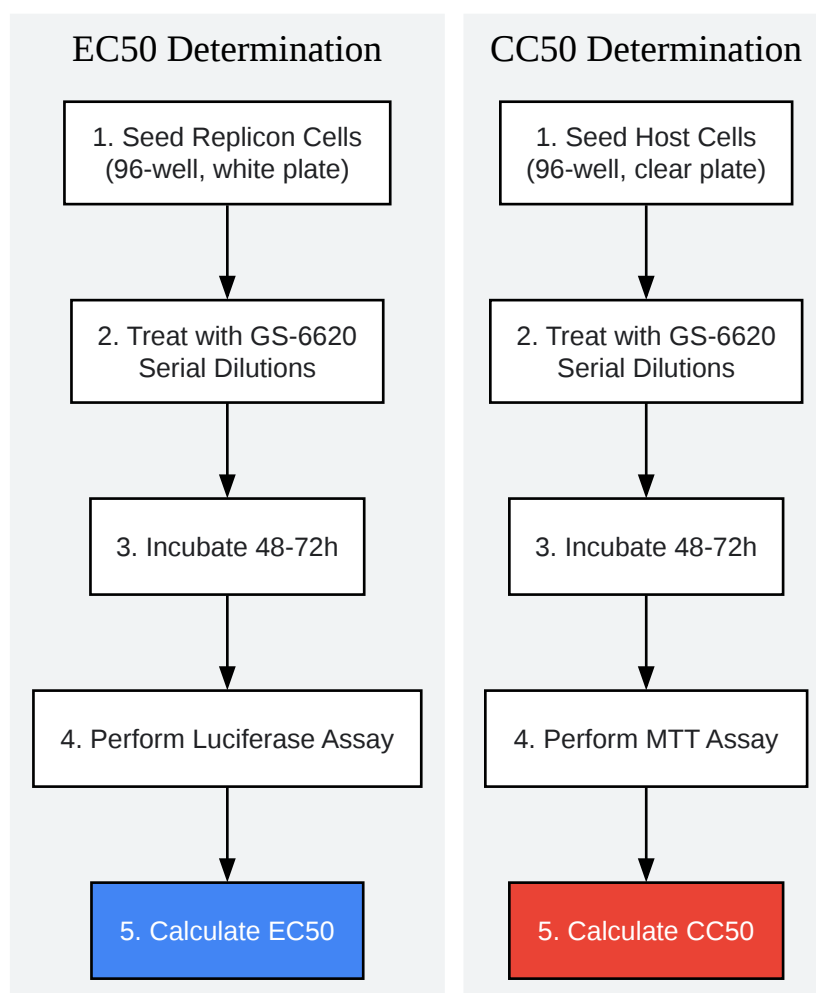 EC50 Determination
1. Seed Replicon Cells
(96-well, white plate)
2. Treat with GS-6620
Serial Dilutions
3. Incubate 48-72h
4. Perform Luciferase Assay
5. Calculate EC50
CC50 Determination
1. Seed Host Cells
(96-well, clear plate)
2. Treat with GS-6620
Serial Dilutions
3. Incubate 48-72h
4. Perform MTT Assay
5. Calculate CC50